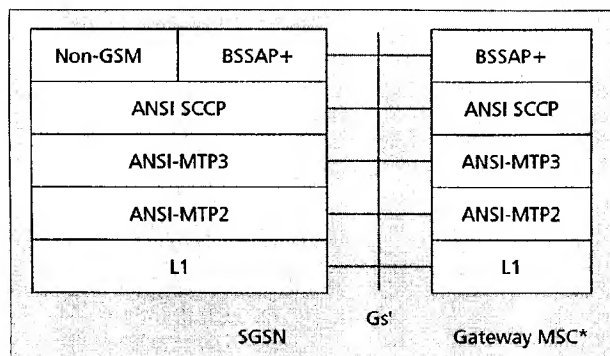 Non-GSM BSSAP+ BSSAP+
ANSI SCCP ANSI SCCP
ANSI-MTP3 ANSI-MTP3
ANSI-MTP2 ANSI-MTP2
L1 L1
Gs'
SGSN Gateway MSC*